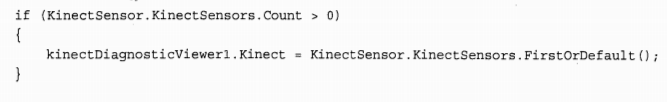 if (KinectSensor.KinectSensors.Count > 0)
{
kinectDiagnosticViewer1.Kinect = KinectSensor.KinectSensors.FirstOrDefault();
}